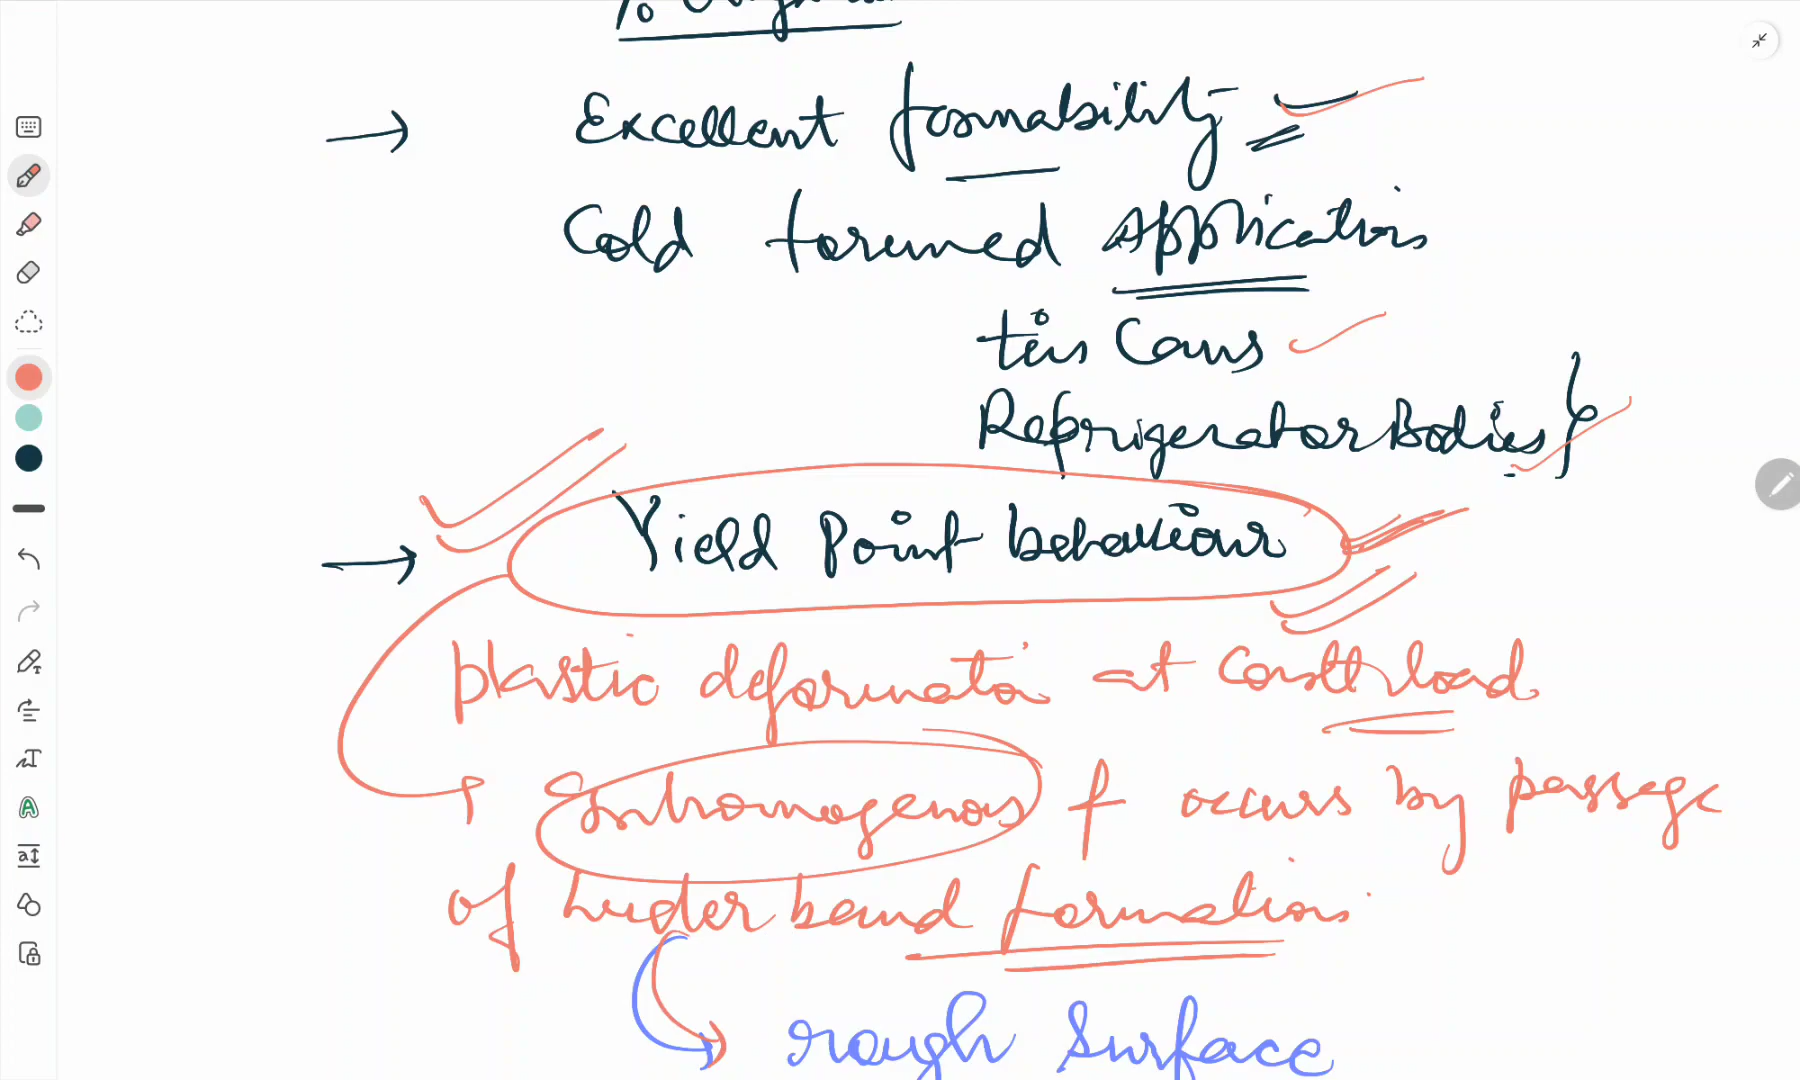 → Excellent formability
Cold formed Applications
tin Cans
Refrigerator Bodies
→ Yield Point behaviour
plastic deformation at Constt load
Inhomogenous & occurs by passage
of Luder band formation
rough Surface